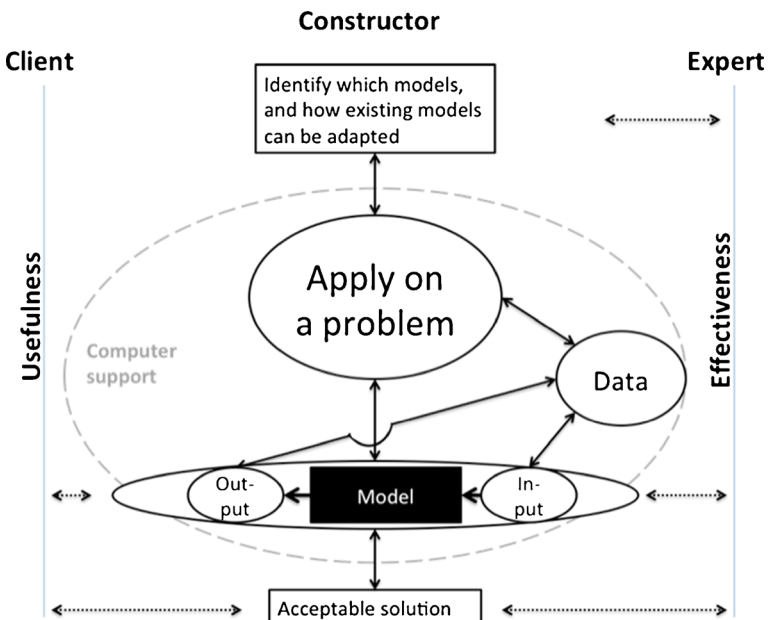 Constructor
Client
Expert
Identify which models,
and how existing models
can be adapted
Usefulness
Effectiveness
Apply on
a problem
Computer
support
Data
Out-
put
Model
In-
put
Acceptable solution